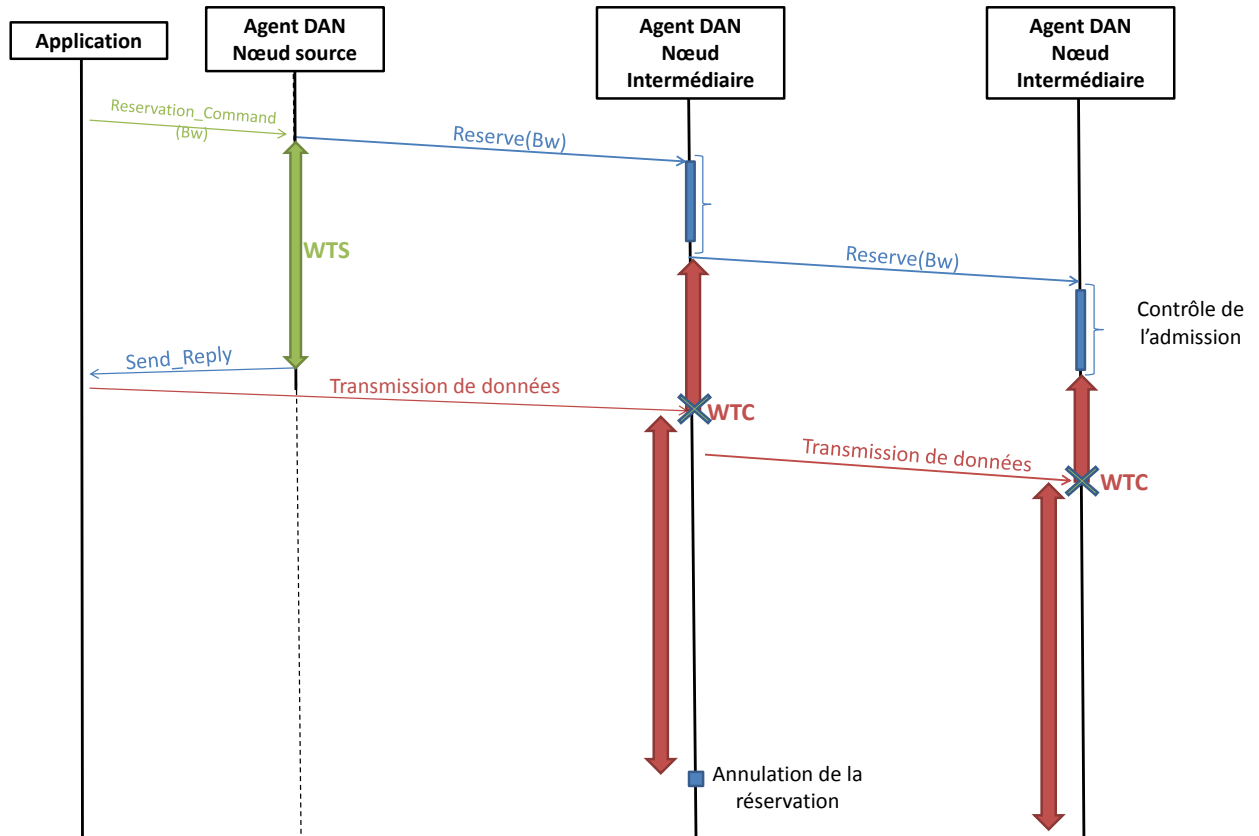 Application
Agent DAN
Nœud source
Agent DAN
Nœud
Intermédiaire
Agent DAN
Nœud
Intermédiaire
Reservation_Command
(Bw)
Reserve(Bw)
WTS
Reserve(Bw)
Contrôle de
l’admission
Send_Reply
Transmission de données
WTC
Transmission de données
WTC
Annulation de la
réservation